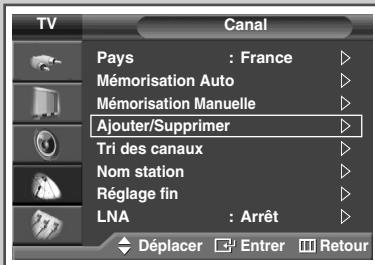 TV
Canal
Pays : France
Mémorisation Auto
Mémorisation Manuelle
Ajouter/Supprimer
Tri des canaux
Nom station
Réglage fin
LNA : Arrêt
Déplacer Entrer Retour